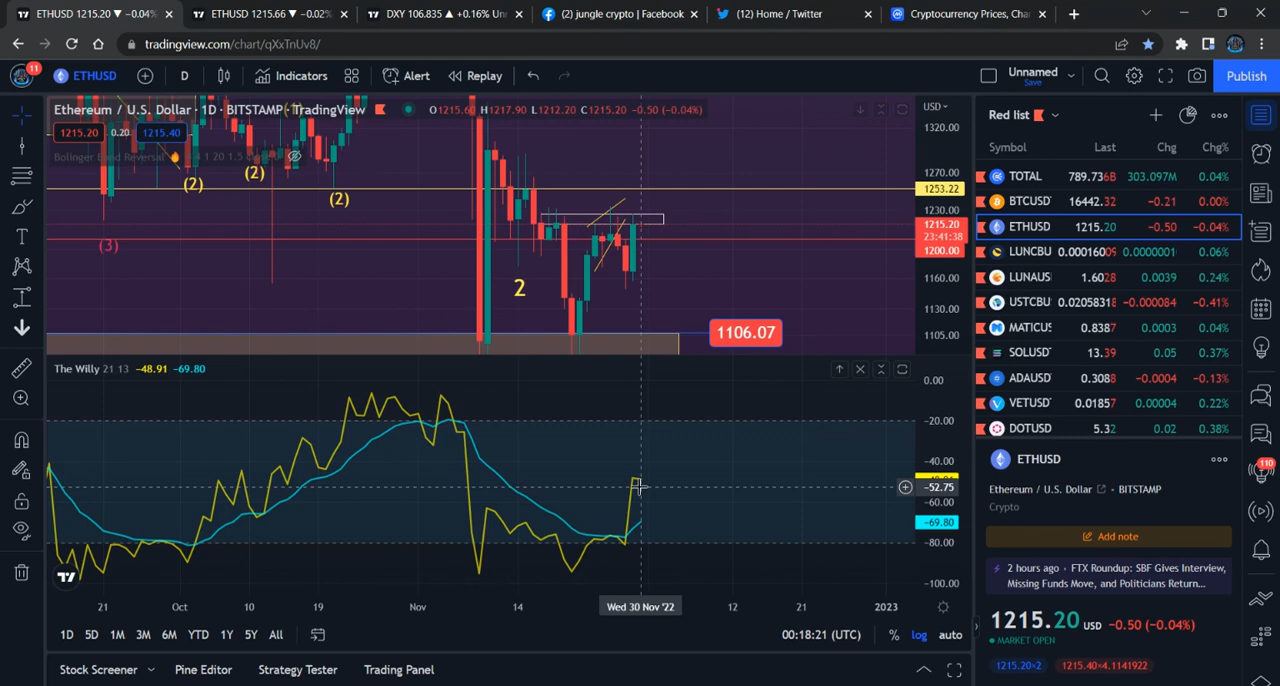 ETHUSD 1215.20 ▼ −0.04%
ETHUSD 1215.66 ▼ −0.02%
DXY 106.835 ▲ +0.16% Un
(2) jungle crypto | Facebook
(12) Home / Twitter
Cryptocurrency Prices, Cha
tradingview.com/chart/qXxTnUv8/
11
ETHUSD
D
Indicators
Alert
Replay
Unnamed
Save
Publish
Ethereum / U.S. Dollar · 1D · BITSTAMP · TradingView
O1215.60 H1217.90 L1212.20 C1215.20 −0.50 (−0.04%)
USD
1215.20
0.20
1215.40
Bolinger Band Reversal
4 1 20 1.5
(2)
(2)
(2)
(3)
2
1106.07
1320.00
1270.00
1253.22
1230.00
1215.20
23:41:38
1200.00
1160.00
1130.00
1105.00
The Willy 21 13 −48.91 −69.80
0.00
−20.00
−40.00
−52.75
−60.00
−69.80
−80.00
−100.00
21
Oct
10
19
Nov
14
Wed 30 Nov '22
12
21
2023
1D
5D
1M
3M
6M
YTD
1Y
5Y
All
00:18:21 (UTC)
%
log
auto
Stock Screener
Pine Editor
Strategy Tester
Trading Panel
Red list
Symbol Last Chg Chg%
TOTAL 789.736B 303.097M 0.04%
BTCUSD 16442.32 −0.21 0.00%
ETHUSD 1215.20 −0.50 −0.04%
LUNCBU 0.00016009 0.0000001 0.06%
LUNAUS 1.6028 0.0039 0.24%
USTCBU 0.0205831 −0.000084 −0.41%
MATICUS 0.8387 0.0003 0.04%
SOLUSD 13.39 0.05 0.37%
ADAUSD 0.3088 −0.0004 −0.13%
VETUSD 0.01857 0.00004 0.22%
DOTUSD 5.32 0.02 0.38%
ETHUSD
Ethereum / U.S. Dollar · BITSTAMP
Crypto
Add note
2 hours ago · FTX Roundup: SBF Gives Interview,
Missing Funds Move, and Politicians Return...
1215.20 USD −0.50 (−0.04%)
MARKET OPEN
1215.20×2
1215.40×4.1141922
110